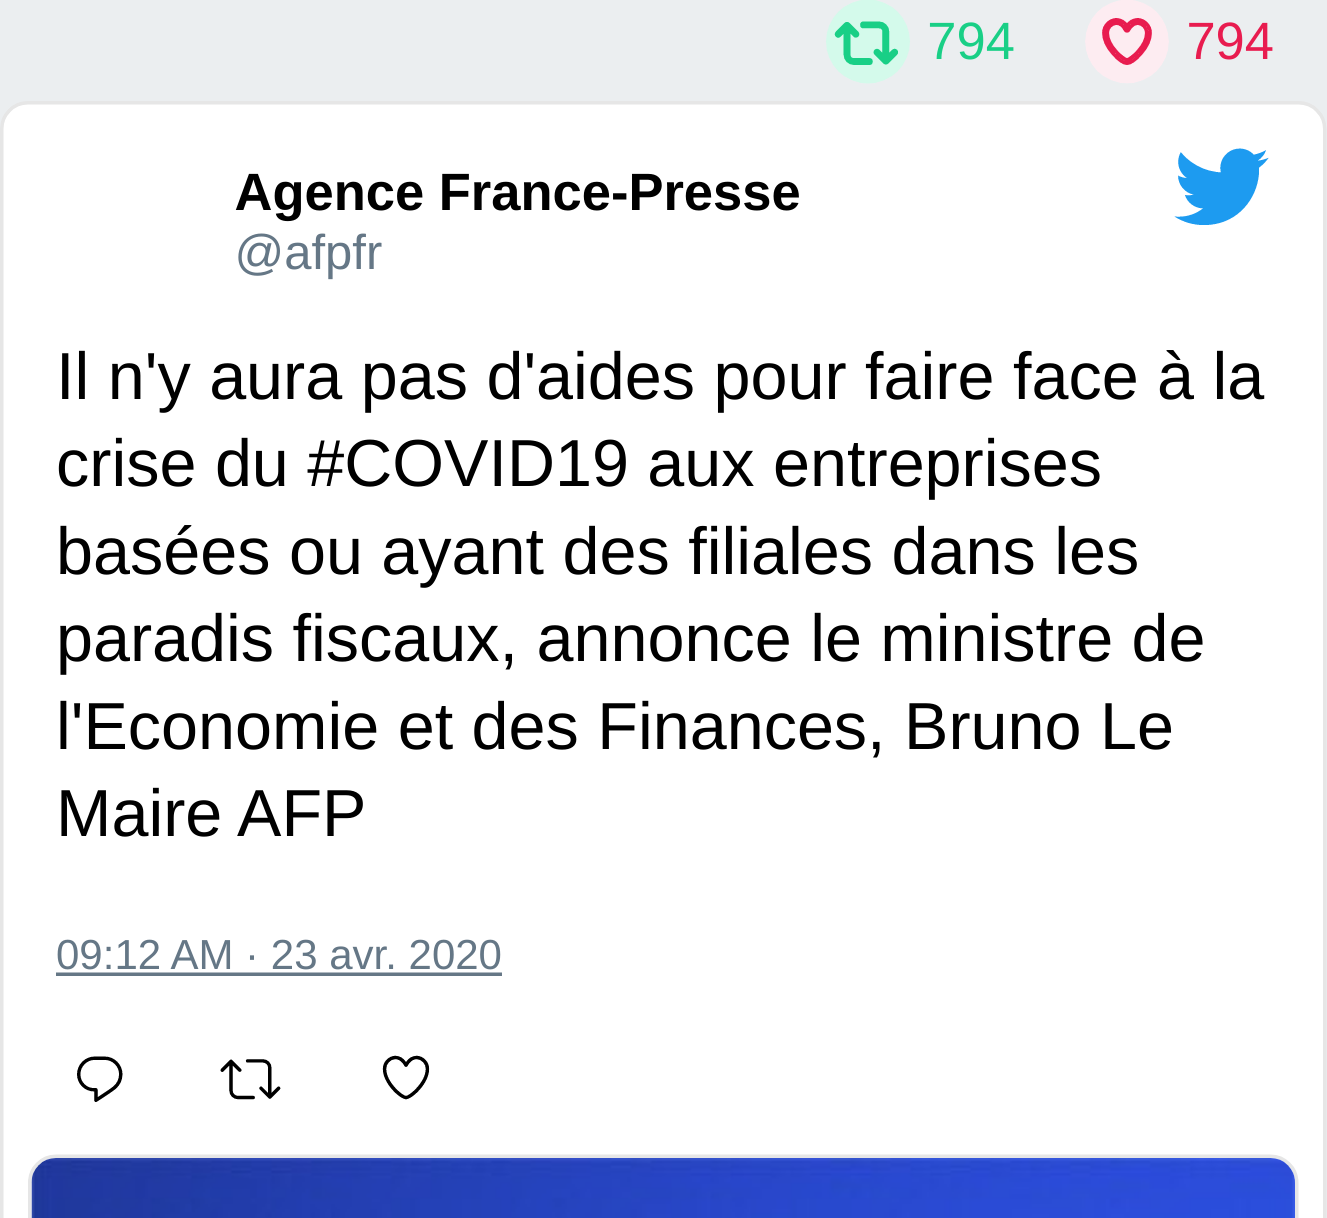 794 794
Agence France-Presse
@afpfr
Il n'y aura pas d'aides pour faire face à la
crise du #COVID19 aux entreprises
basées ou ayant des filiales dans les
paradis fiscaux, annonce le ministre de
l'Economie et des Finances, Bruno Le
Maire AFP
09:12 AM · 23 avr. 2020